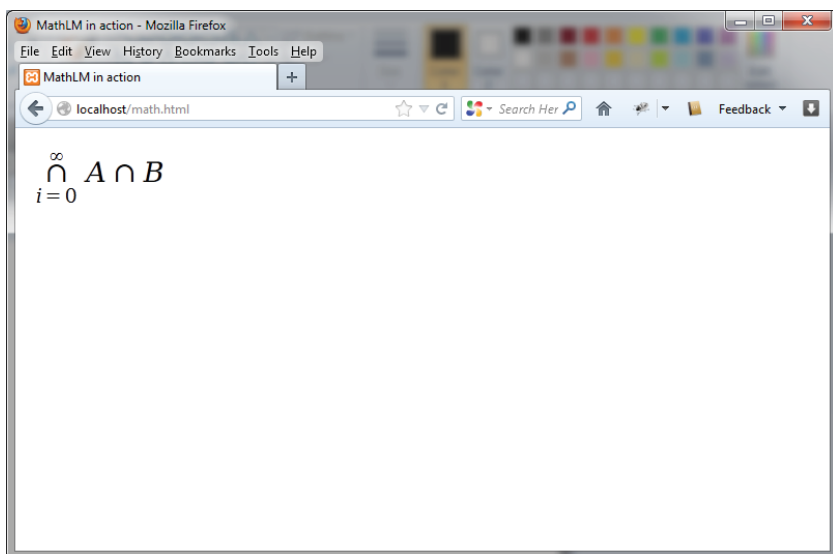 MathLM in action - Mozilla Firefox
File Edit View History Bookmarks Tools Help
MathLM in action +
localhost/math.html Search Her Feedback
∞
∩ A ∩ B
i = 0